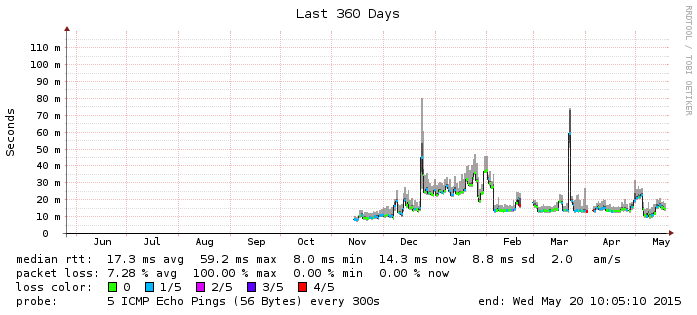 Last 360 Days
RRDTOOL / TOBI OETIKER
Seconds
110 m
100 m
90 m
80 m
70 m
60 m
50 m
40 m
30 m
20 m
10 m
0
Jun Jul Aug Sep Oct Nov Dec Jan Feb Mar Apr May
median rtt: 17.3 ms avg 59.2 ms max 8.0 ms min 14.3 ms now 8.8 ms sd 2.0 am/s
packet loss: 7.28 % avg 100.00 % max 0.00 % min 0.00 % now
loss color: 0 1/5 2/5 3/5 4/5
probe: 5 ICMP Echo Pings (56 Bytes) every 300s end: Wed May 20 10:05:10 2015